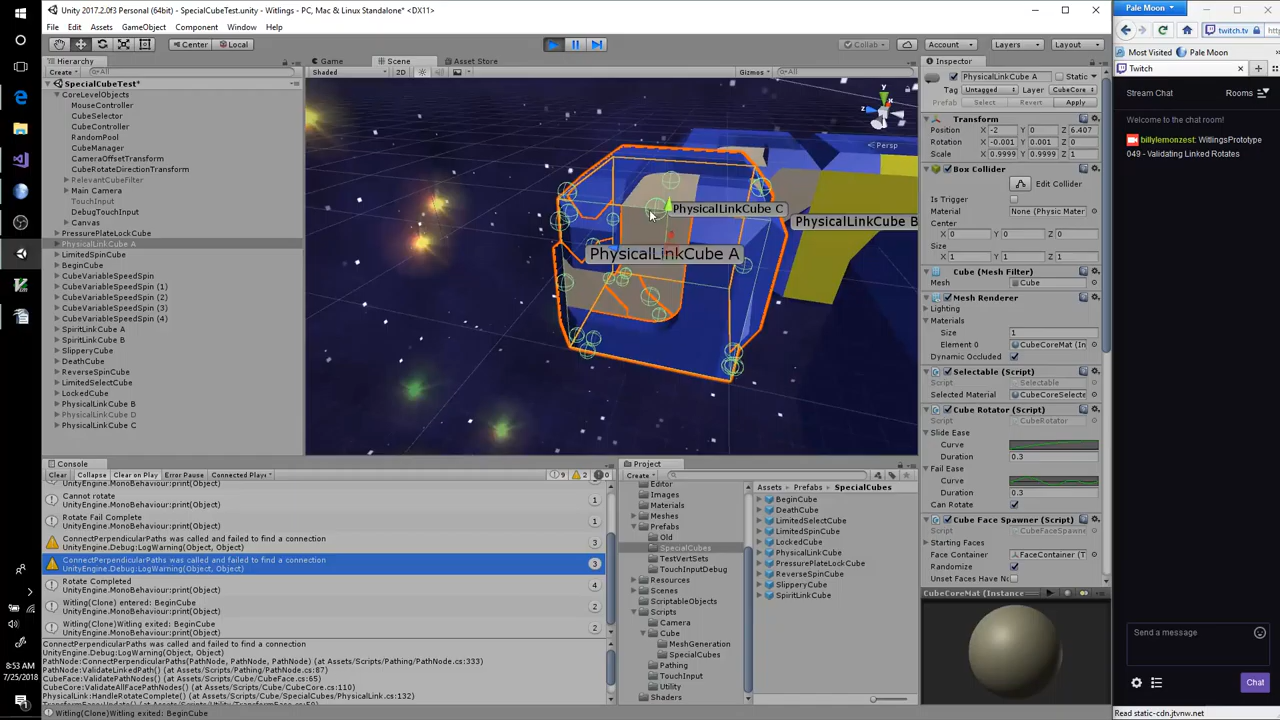 Unity 2017.2.0f3 Personal (64bit) - SpecialCubeTest.unity - Witlings - PC, Mac & Linux Standalone* <DX11>
File Edit Assets GameObject Component Window Help
Center Local
Collab Account Layers Layout
Hierarchy
Create All
SpecialCubeTest*
CoreLevelObjects
MouseController
CubeSelector
CubeController
RandomPool
CubeManager
CameraOffsetTransform
CubeRotateDirectionTransform
RelevantCubeFilter
Main Camera
TouchInput
DebugTouchInput
Canvas
PressurePlateLockCube
PhysicalLinkCube A
LimitedSpinCube
BeginCube
CubeVariableSpeedSpin
CubeVariableSpeedSpin (1)
CubeVariableSpeedSpin (2)
CubeVariableSpeedSpin (3)
CubeVariableSpeedSpin (4)
SpiritLinkCube A
SpiritLinkCube B
SlipperyCube
DeathCube
ReverseSpinCube
LimitedSelectCube
LockedCube
PhysicalLinkCube B
PhysicalLinkCube D
PhysicalLinkCube C
Game Scene Asset Store
Shaded 2D Gizmos All
y
x
z
Persp
PhysicalLinkCube C
PhysicalLinkCube B
PhysicalLinkCube A
Inspector
PhysicalLinkCube A Static
Tag Untagged Layer CubeCore
Prefab Select Revert Apply
Transform
Position X -2 Y 0 Z 6.407
Rotation X -0.001 Y 0.001 Z 0
Scale X 0.9999 Y 0.9999 Z 1
Box Collider
Edit Collider
Is Trigger
Material None (Physic Mater
Center
X 0 Y 0 Z 0
Size
X 1 Y 1 Z 1
Cube (Mesh Filter)
Mesh Cube
Mesh Renderer
Lighting
Materials
Size 1
Element 0 CubeCoreMat (In
Dynamic Occluded
Selectable (Script)
Script Selectable
Selected Material CubeCoreSelecte
Cube Rotator (Script)
Script CubeRotator
Slide Ease
Curve
Duration 0.3
Fail Ease
Curve
Duration 0.3
Can Rotate
Cube Face Spawner (Script)
Script CubeFaceSpawne
Starting Faces
Face Container FaceContainer (T
Randomize
Unset Faces Have No
CubeCoreMat (Instance
Console
Clear Collapse Clear on Play Error Pause Connected Playe 9 2 0
UnityEngine.MonoBehaviour:print(Object)
Cannot rotate
UnityEngine.MonoBehaviour:print(Object) 1
Rotate Fail Complete
UnityEngine.MonoBehaviour:print(Object) 1
ConnectPerpendicularPaths was called and failed to find a connection
UnityEngine.Debug:LogWarning(Object, Object) 3
ConnectPerpendicularPaths was called and failed to find a connection
UnityEngine.Debug:LogWarning(Object, Object) 3
Rotate Completed
UnityEngine.MonoBehaviour:print(Object) 4
Witling(Clone) entered: BeginCube
UnityEngine.MonoBehaviour:print(Object) 2
Witling(Clone)Witling exited: BeginCube
UnityEngine.MonoBehaviour:print(Object) 2
ConnectPerpendicularPaths was called and failed to find a connection
UnityEngine.Debug:LogWarning(Object, Object)
PathNode:ConnectPerpendicularPaths(PathNode, PathNode, PathNode) (at Assets/Scripts/Pathing/PathNode.cs:333)
PathNode:ValidateLinkedPath() (at Assets/Scripts/Pathing/PathNode.cs:87)
CubeFace:ValidatePathNodes() (at Assets/Scripts/Cube/CubeFace.cs:65)
CubeCore:ValidateAllFacePathNodes() (at Assets/Scripts/Cube/CubeCore.cs:110)
PhysicalLink:HandleRotateComplete() (at Assets/Scripts/Cube/SpecialCubes/PhysicalLink.cs:132)
Witling(Clone)Witling exited: BeginCube
Project
Create
Editor
Images
Materials
Meshes
Prefabs
Old
SpecialCubes
TestVertSets
TouchInputDebug
Resources
Scenes
ScriptableObjects
Scripts
Camera
Cube
MeshGeneration
SpecialCubes
Pathing
TouchInput
Utility
Shaders
Assets Prefabs SpecialCubes
BeginCube
DeathCube
LimitedSelectCube
LimitedSpinCube
LockedCube
PhysicalLinkCube
PressurePlateLockCube
ReverseSpinCube
SlipperyCube
SpiritLinkCube
8:53 AM
7/25/2018
Pale Moon
twitch.tv
Most Visited Pale Moon
Twitch
Stream Chat Rooms
Welcome to the chat room!
billylemonzest: WitlingsPrototype
049 - Validating Linked Rotates
Send a message
Chat
Read static-cdn.jtvnw.net